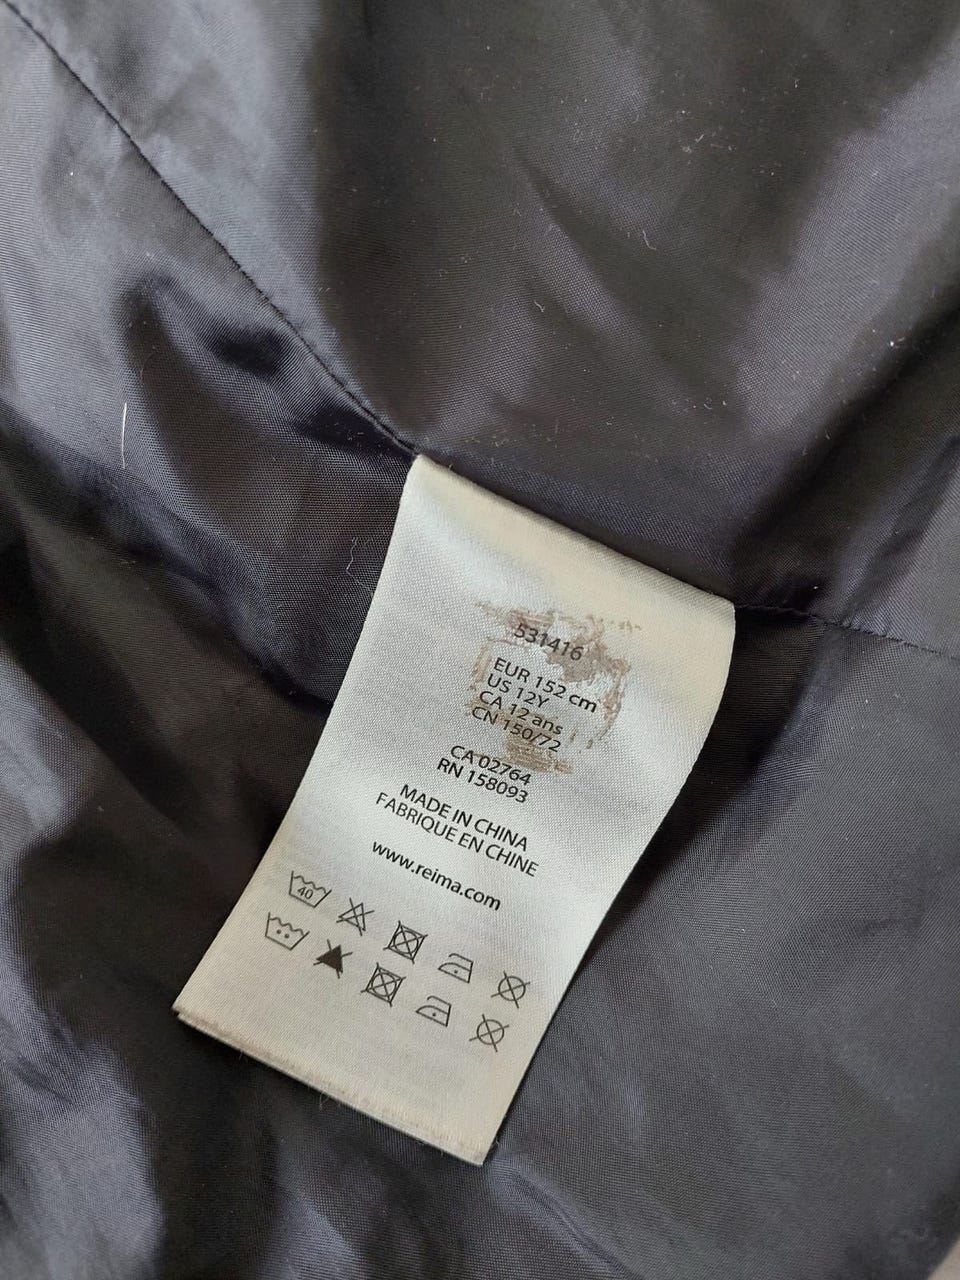 531416
EUR 152 cm
US 12Y
CA 12 ans
CN 150/72
CA 02764
RN 158093
MADE IN CHINA
FABRIQUE EN CHINE
www.reima.com
40